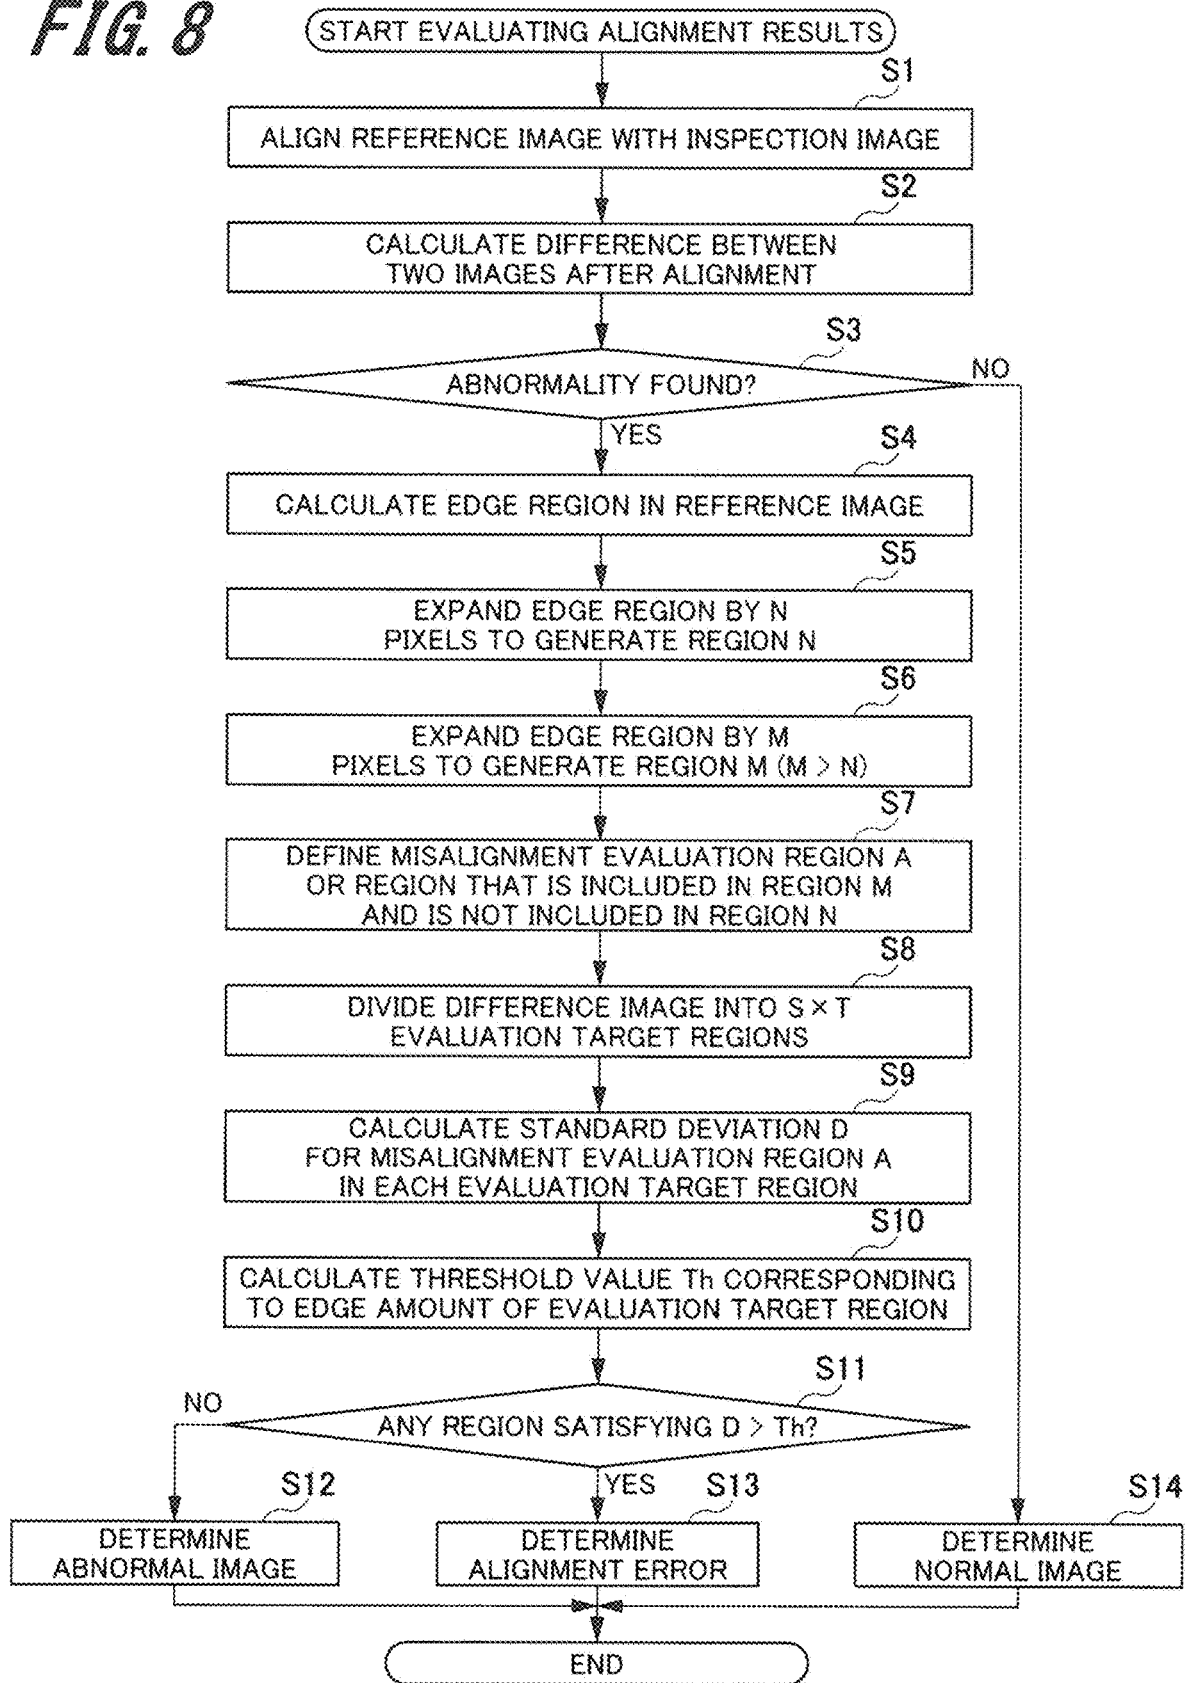 FIG. 8
START EVALUATING ALIGNMENT RESULTS
S1
ALIGN REFERENCE IMAGE WITH INSPECTION IMAGE
S2
CALCULATE DIFFERENCE BETWEEN
TWO IMAGES AFTER ALIGNMENT
S3
ABNORMALITY FOUND?
NO
YES
S4
CALCULATE EDGE REGION IN REFERENCE IMAGE
S5
EXPAND EDGE REGION BY N
PIXELS TO GENERATE REGION N
S6
EXPAND EDGE REGION BY M
PIXELS TO GENERATE REGION M (M > N)
S7
DEFINE MISALIGNMENT EVALUATION REGION A
OR REGION THAT IS INCLUDED IN REGION M
AND IS NOT INCLUDED IN REGION N
S8
DIVIDE DIFFERENCE IMAGE INTO S × T
EVALUATION TARGET REGIONS
S9
CALCULATE STANDARD DEVIATION D
FOR MISALIGNMENT EVALUATION REGION A
IN EACH EVALUATION TARGET REGION
S10
CALCULATE THRESHOLD VALUE Th CORRESPONDING
TO EDGE AMOUNT OF EVALUATION TARGET REGION
S11
NO
ANY REGION SATISFYING D > Th?
YES
S12
DETERMINE
ABNORMAL IMAGE
S13
DETERMINE
ALIGNMENT ERROR
S14
DETERMINE
NORMAL IMAGE
END